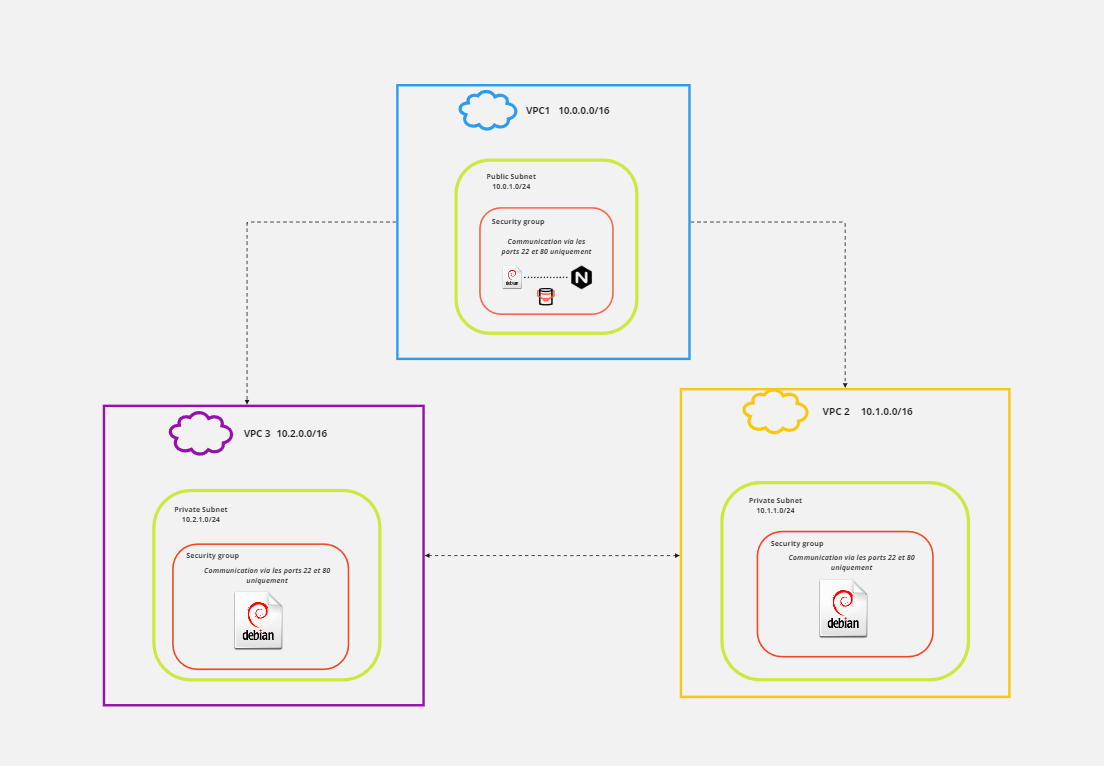 VPC1 10.0.0.0/16
Public Subnet
10.0.1.0/24
Security group
Communication via les
ports 22 et 80 uniquement
debian
N
VPC 3 10.2.0.0/16
Private Subnet
10.2.1.0/24
Security group
Communication via les ports 22 et 80
uniquement
debian
VPC 2 10.1.0.0/16
Private Subnet
10.1.1.0/24
Security group
Communication via les ports 22 et 80
uniquement
debian